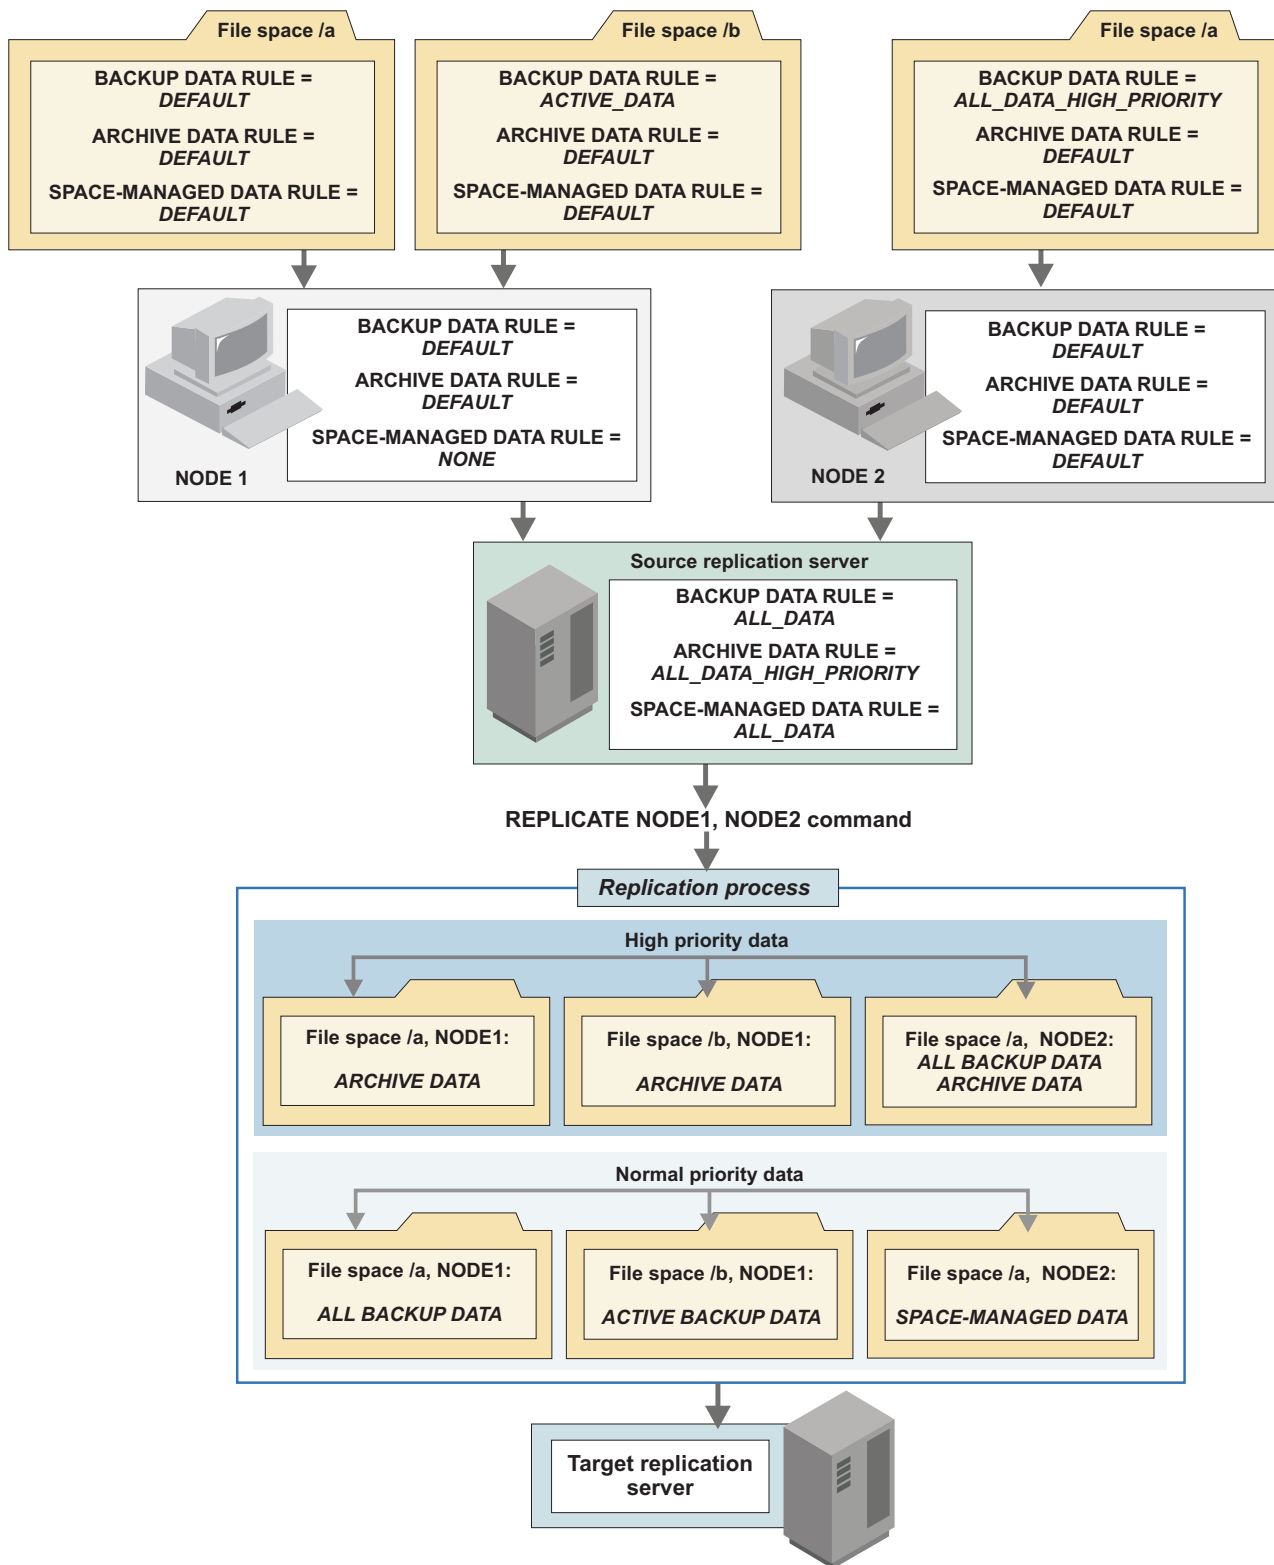 File space /a
BACKUP DATA RULE =
DEFAULT
ARCHIVE DATA RULE =
DEFAULT
SPACE-MANAGED DATA RULE =
DEFAULT
File space /b
BACKUP DATA RULE =
ACTIVE_DATA
ARCHIVE DATA RULE =
DEFAULT
SPACE-MANAGED DATA RULE =
DEFAULT
File space /a
BACKUP DATA RULE =
ALL_DATA_HIGH_PRIORITY
ARCHIVE DATA RULE =
DEFAULT
SPACE-MANAGED DATA RULE =
DEFAULT
BACKUP DATA RULE =
DEFAULT
ARCHIVE DATA RULE =
DEFAULT
SPACE-MANAGED DATA RULE =
NONE
NODE 1
BACKUP DATA RULE =
DEFAULT
ARCHIVE DATA RULE =
DEFAULT
SPACE-MANAGED DATA RULE =
DEFAULT
NODE 2
Source replication server
BACKUP DATA RULE =
ALL_DATA
ARCHIVE DATA RULE =
ALL_DATA_HIGH_PRIORITY
SPACE-MANAGED DATA RULE =
ALL_DATA
REPLICATE NODE1, NODE2 command
Replication process
High priority data
File space /a, NODE1:
ARCHIVE DATA
File space /b, NODE1:
ARCHIVE DATA
File space /a, NODE2:
ALL BACKUP DATA
ARCHIVE DATA
Normal priority data
File space /a, NODE1:
ALL BACKUP DATA
File space /b, NODE1:
ACTIVE BACKUP DATA
File space /a, NODE2:
SPACE-MANAGED DATA
Target replication
server